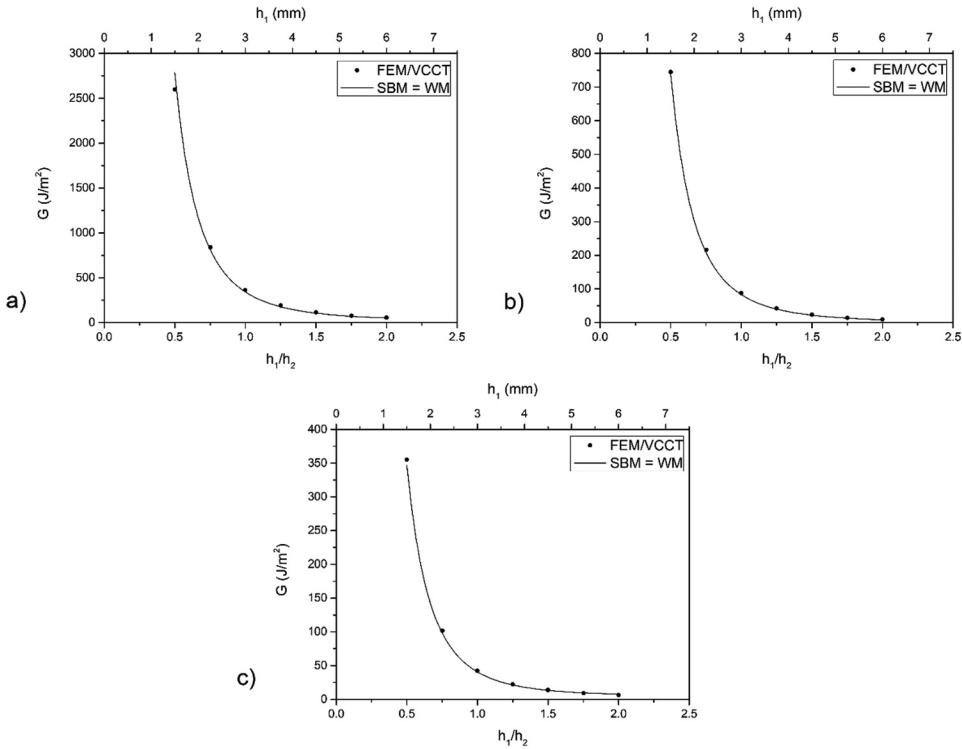 h1 (mm)
0 1 2 3 4 5 6 7
3000
2500
2000
1500
1000
500
0
G (J/m²)
FEM/VCCT
SBM = WM
0.0 0.5 1.0 1.5 2.0 2.5
h1/h2
a)
h1 (mm)
0 1 2 3 4 5 6 7
800
700
600
500
400
300
200
100
0
G (J/m²)
FEM/VCCT
SBM = WM
0.0 0.5 1.0 1.5 2.0 2.5
h1/h2
b)
h1 (mm)
0 1 2 3 4 5 6 7
400
350
300
250
200
150
100
50
0
G (J/m²)
FEM/VCCT
SBM = WM
0.0 0.5 1.0 1.5 2.0 2.5
h1/h2
c)